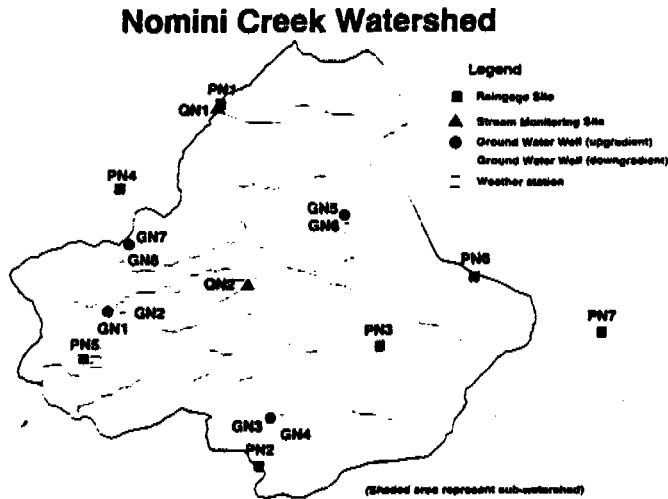 Nomini Creek Watershed
Legend
Raingage Site
Stream Monitoring Site
Ground Water Well (upgradient)
Ground Water Well (downgradient)
Weather station
PN1
QN1
PN4
GN5
GN6
GN7
GN8
PN6
QN2
GN2
GN1
PN7
PN3
PN5
GN3
GN4
PN2
(Shaded area represent sub-watershed)